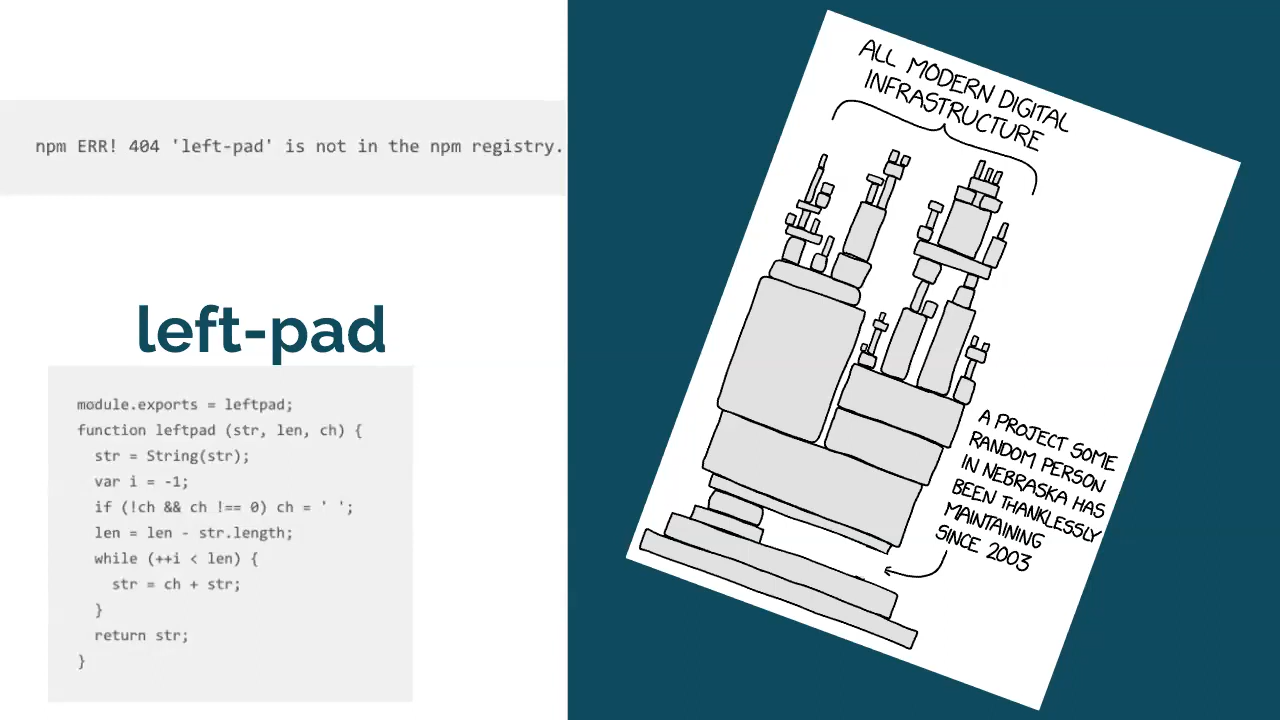 npm ERR! 404 'left-pad' is not in the npm registry.
left-pad
module.exports = leftpad;
function leftpad (str, len, ch) {
  str = String(str);
  var i = -1;
  if (!ch && ch !== 0) ch = ' ';
  len = len - str.length;
  while (++i < len) {
    str = ch + str;
  }
  return str;
}
ALL MODERN DIGITAL
INFRASTRUCTURE
A PROJECT SOME
RANDOM PERSON
IN NEBRASKA HAS
BEEN THANKLESSLY
MAINTAINING
SINCE 2003